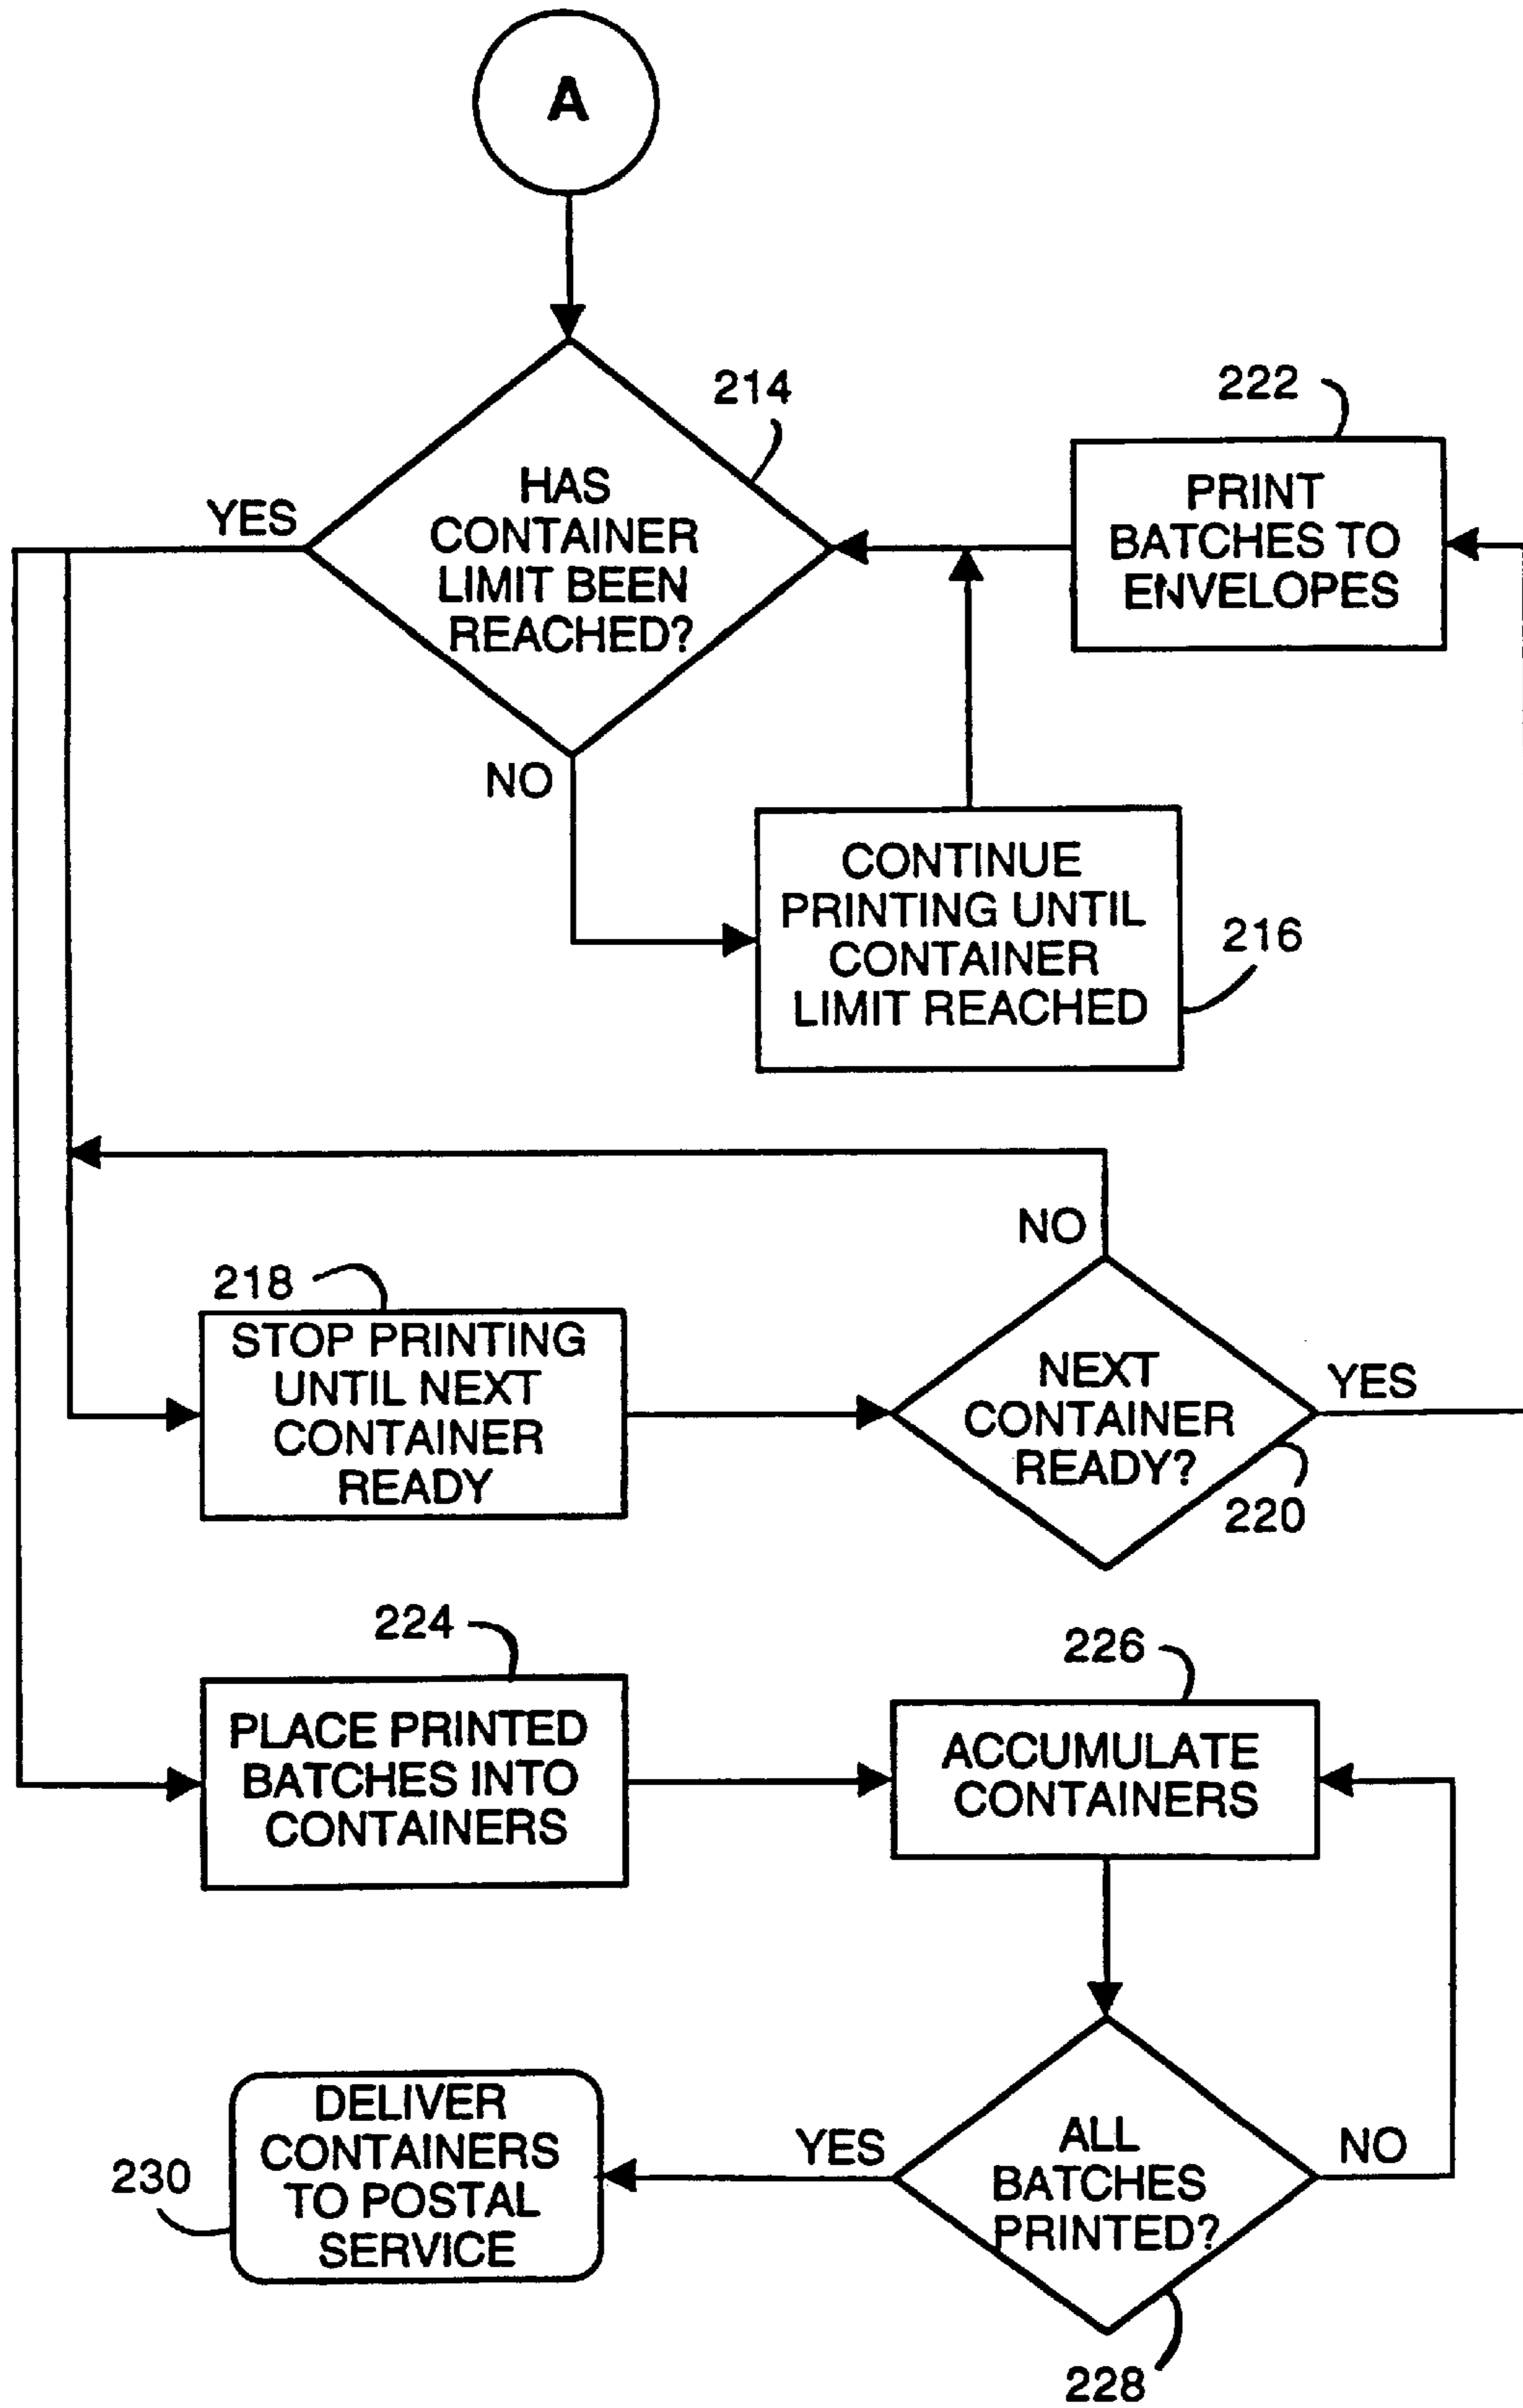 A
214
HAS
CONTAINER
LIMIT BEEN
REACHED?
YES
NO
222
PRINT
BATCHES TO
ENVELOPES
CONTINUE
PRINTING UNTIL
CONTAINER
LIMIT REACHED
216
218
STOP PRINTING
UNTIL NEXT
CONTAINER
READY
NO
NEXT
CONTAINER
READY?
YES
220
224
PLACE PRINTED
BATCHES INTO
CONTAINERS
226
ACCUMULATE
CONTAINERS
ALL
BATCHES
PRINTED?
YES
NO
228
DELIVER
CONTAINERS
TO POSTAL
SERVICE
230